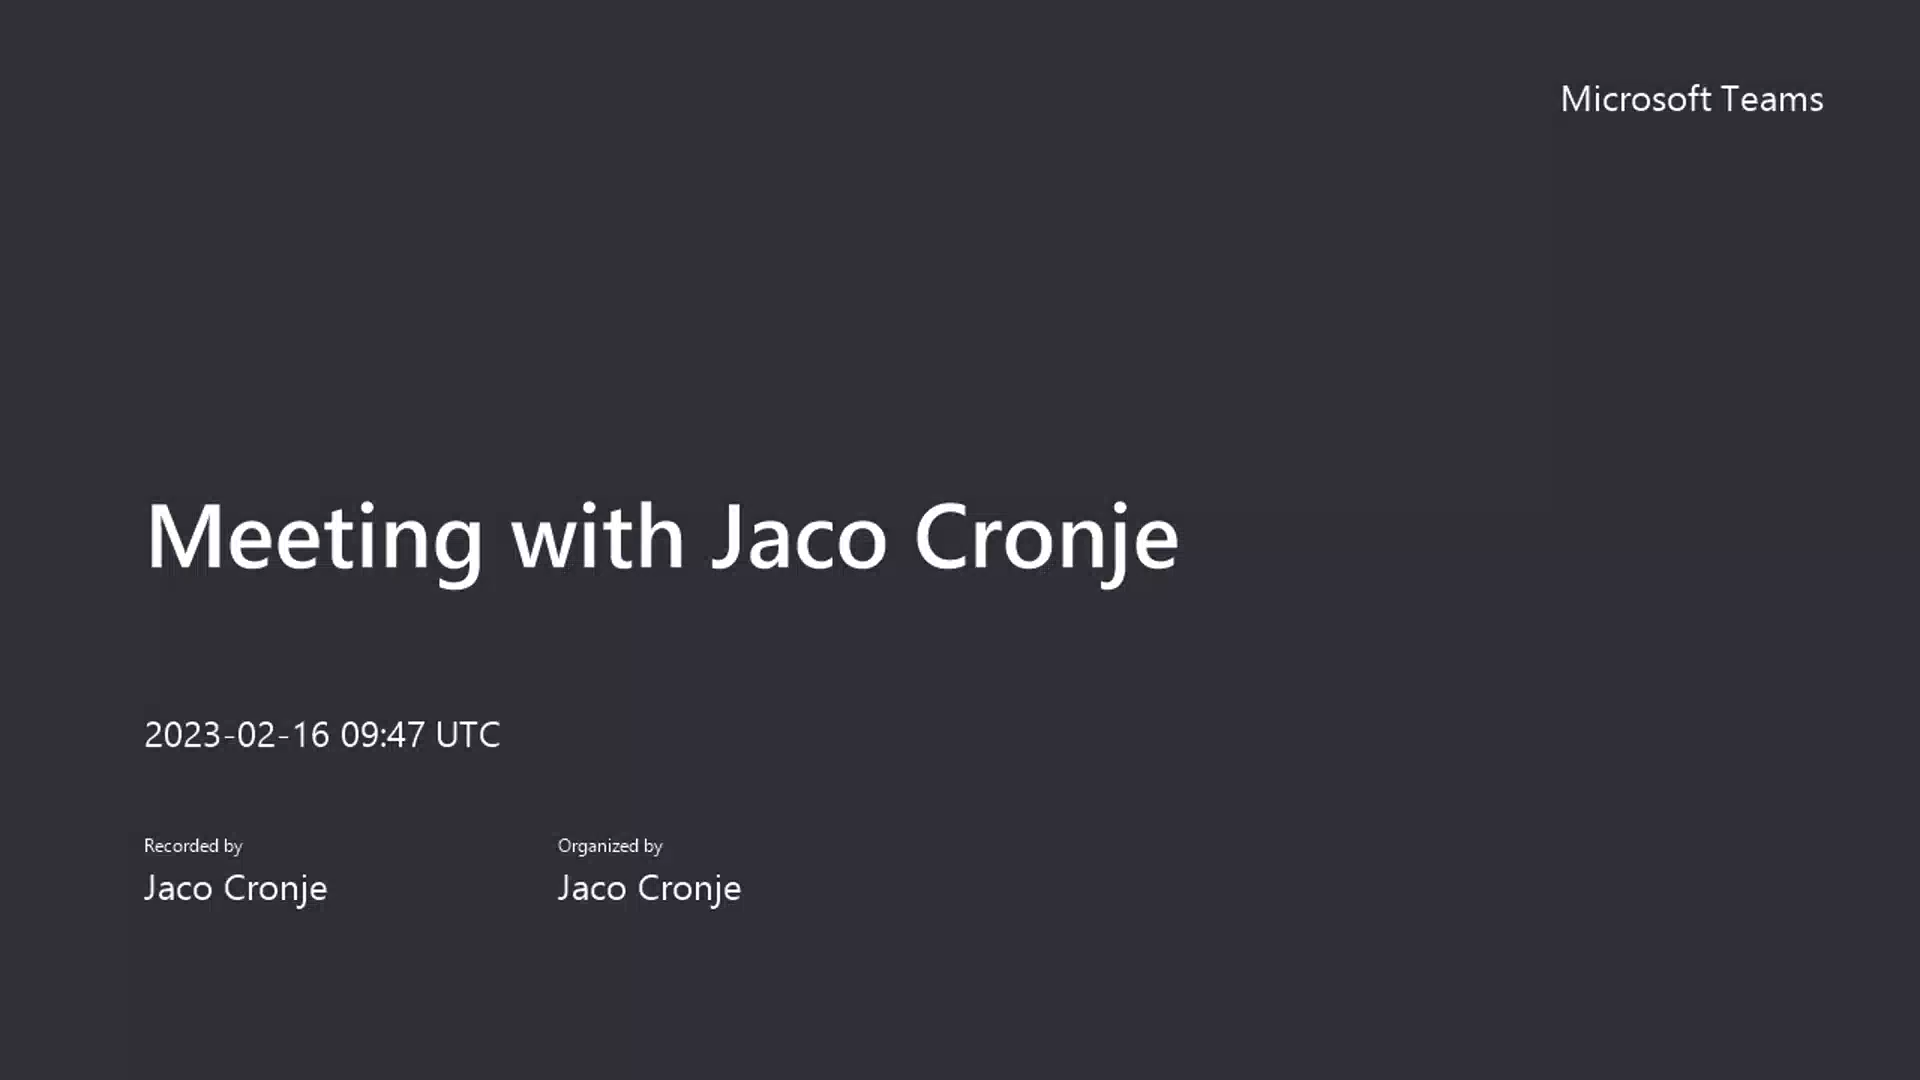 Microsoft Teams
Meeting with Jaco Cronje
2023-02-16 09:47 UTC
Recorded by
Jaco Cronje
Organized by
Jaco Cronje